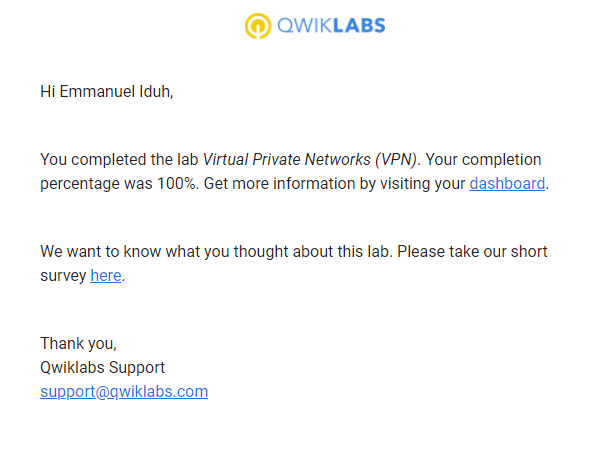 QWIKLABS
Hi Emmanuel Iduh,
You completed the lab Virtual Private Networks (VPN). Your completion
percentage was 100%. Get more information by visiting your dashboard.
We want to know what you thought about this lab. Please take our short
survey here.
Thank you,
Qwiklabs Support
support@qwiklabs.com